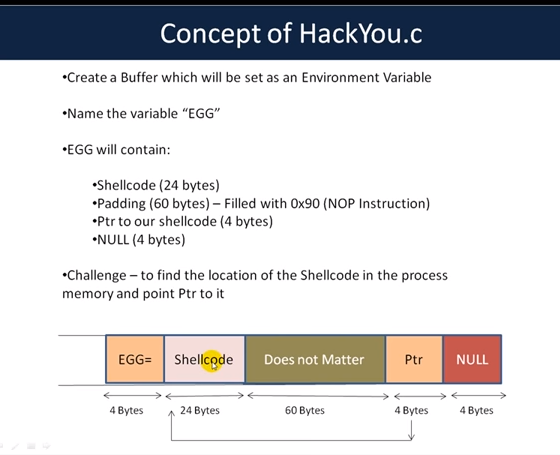 Concept of HackYou.c
•Create a Buffer which will be set as an Environment Variable
•Name the variable “EGG”
•EGG will contain:
•Shellcode (24 bytes)
•Padding (60 bytes) – Filled with 0x90 (NOP Instruction)
•Ptr to our shellcode (4 bytes)
•NULL (4 bytes)
•Challenge – to find the location of the Shellcode in the process
memory and point Ptr to it
EGG= Shellcode Does not Matter Ptr NULL
4 Bytes 24 Bytes 60 Bytes 4 Bytes 4 Bytes